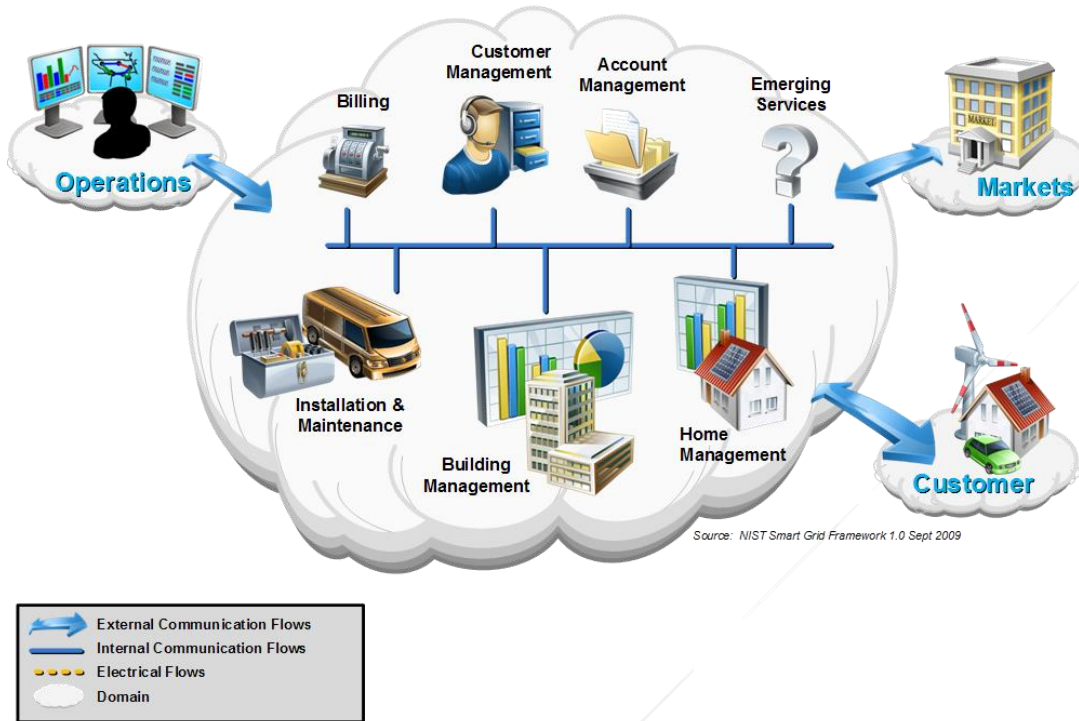 Customer
Management
Account
Management
Emerging
Services
Billing
MARKET
Operations
Markets
Installation &
Maintenance
Building
Management
Home
Management
Customer
Source: NIST Smart Grid Framework 1.0 Sept 2009
External Communication Flows
Internal Communication Flows
Electrical Flows
Domain